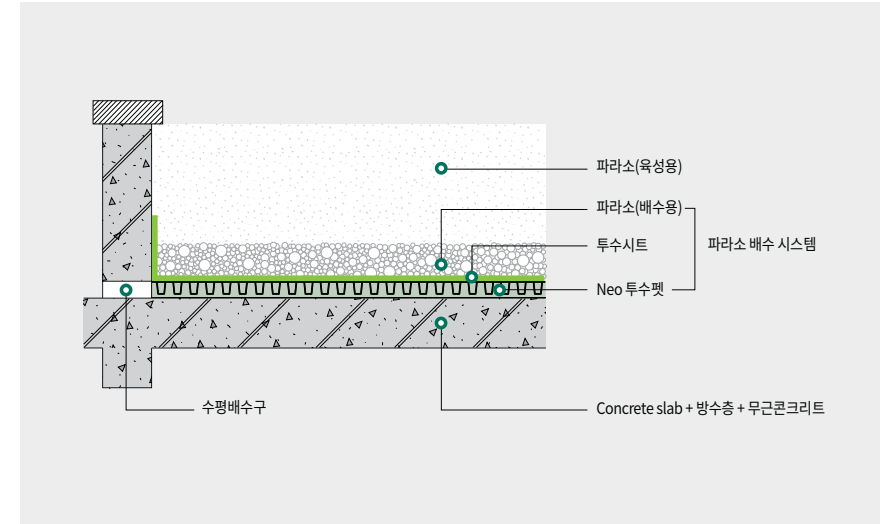 파라소(육성용)
파라소(배수용)
투수시트
파라소 배수 시스템
Neo 투수펫
수평배수구
Concrete slab + 방수층 + 무근콘크리트